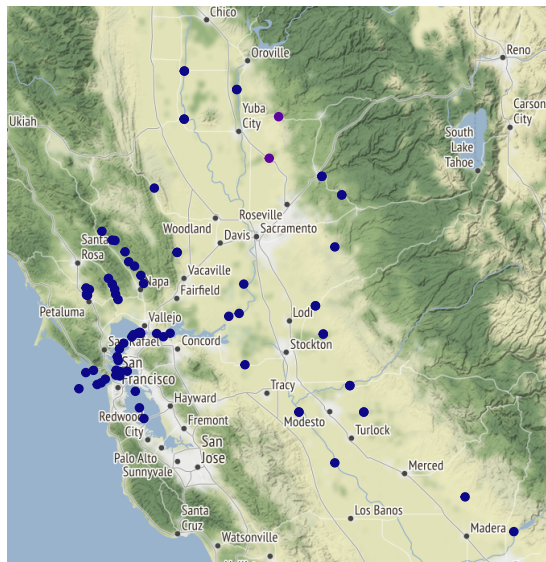 Chico
Oroville
Reno
Ukiah
Yuba
City
Carson
City
South
Lake
Tahoe
Roseville
Woodland
Davis
Sacramento
Santa
Rosa
Napa
Vacaville
Fairfield
Petaluma
Vallejo
Lodi
San Rafael
Concord
Stockton
San
Francisco
Tracy
Hayward
Modesto
Redwood
City
Fremont
Turlock
San
Jose
Palo Alto
Sunnyvale
Merced
Santa
Cruz
Los Banos
Madera
Watsonville